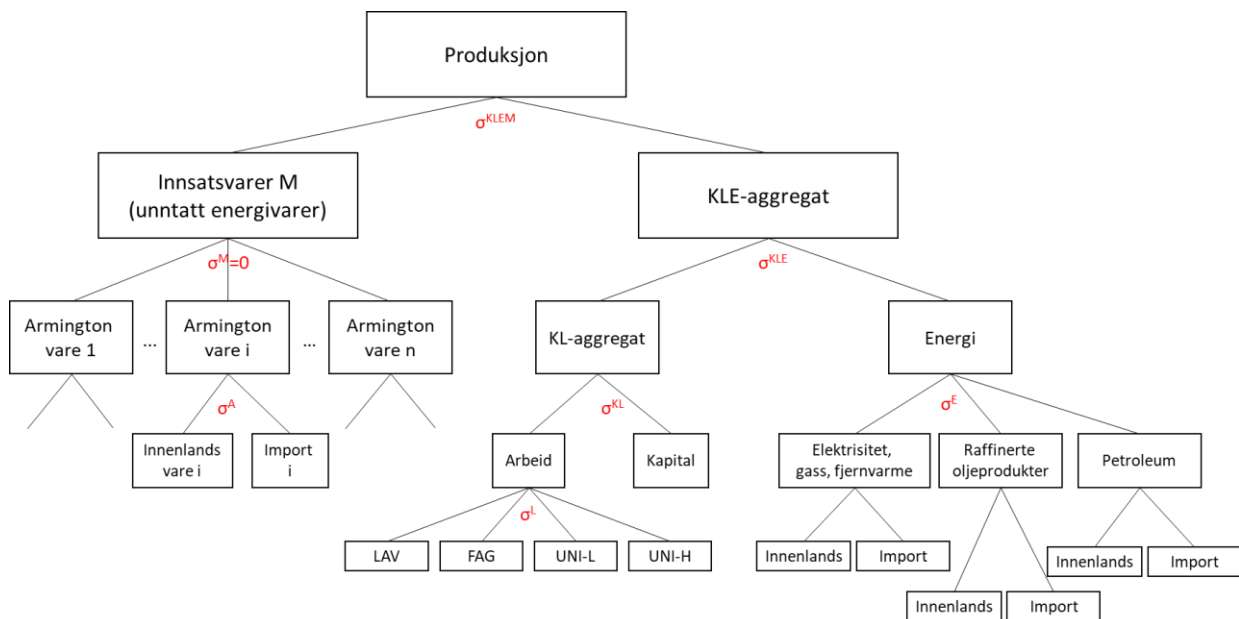 Produksjon
σKLEM
Innsatsvarer M
(unntatt energivarer)
KLE-aggregat
σM=0
σKLE
Armington
vare 1
...
Armington
vare i
...
Armington
vare n
KL-aggregat
Energi
σA
σKL
σE
Innenlands
vare i
Import
i
Arbeid
Kapital
Elektrisitet,
gass, fjernvarme
Raffinerte
oljeprodukter
Petroleum
σL
LAV
FAG
UNI-L
UNI-H
Innenlands
Import
Innenlands
Import
Innenlands
Import